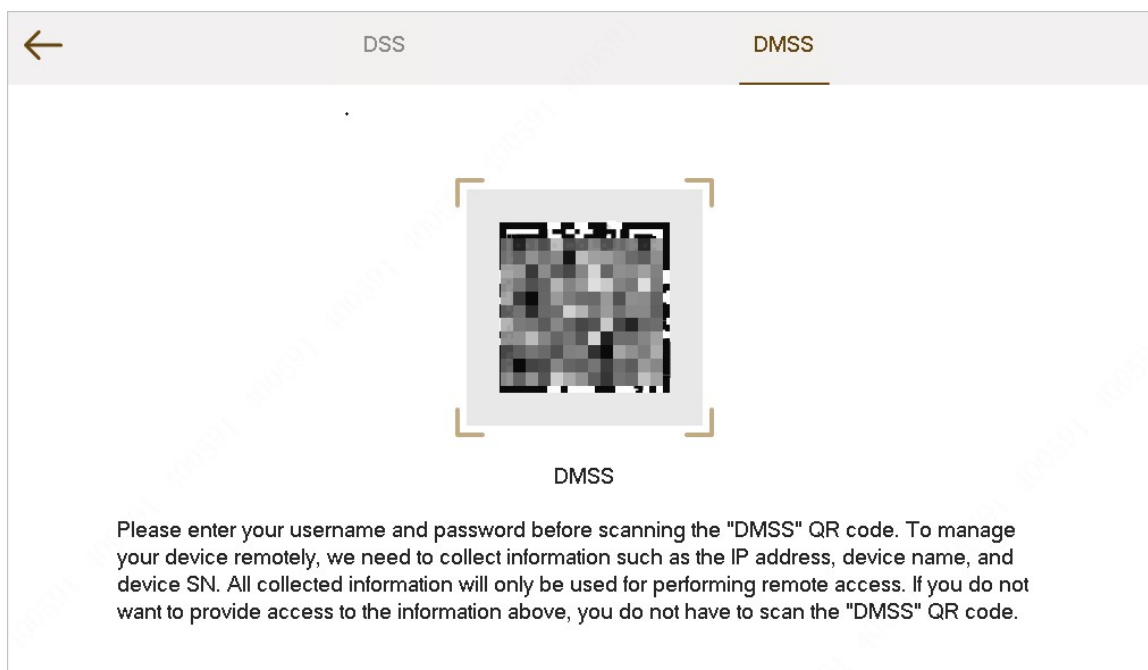 DSS
DMSS
DMSS
Please enter your username and password before scanning the "DMSS" QR code. To manage
your device remotely, we need to collect information such as the IP address, device name, and
device SN. All collected information will only be used for performing remote access. If you do not
want to provide access to the information above, you do not have to scan the "DMSS" QR code.